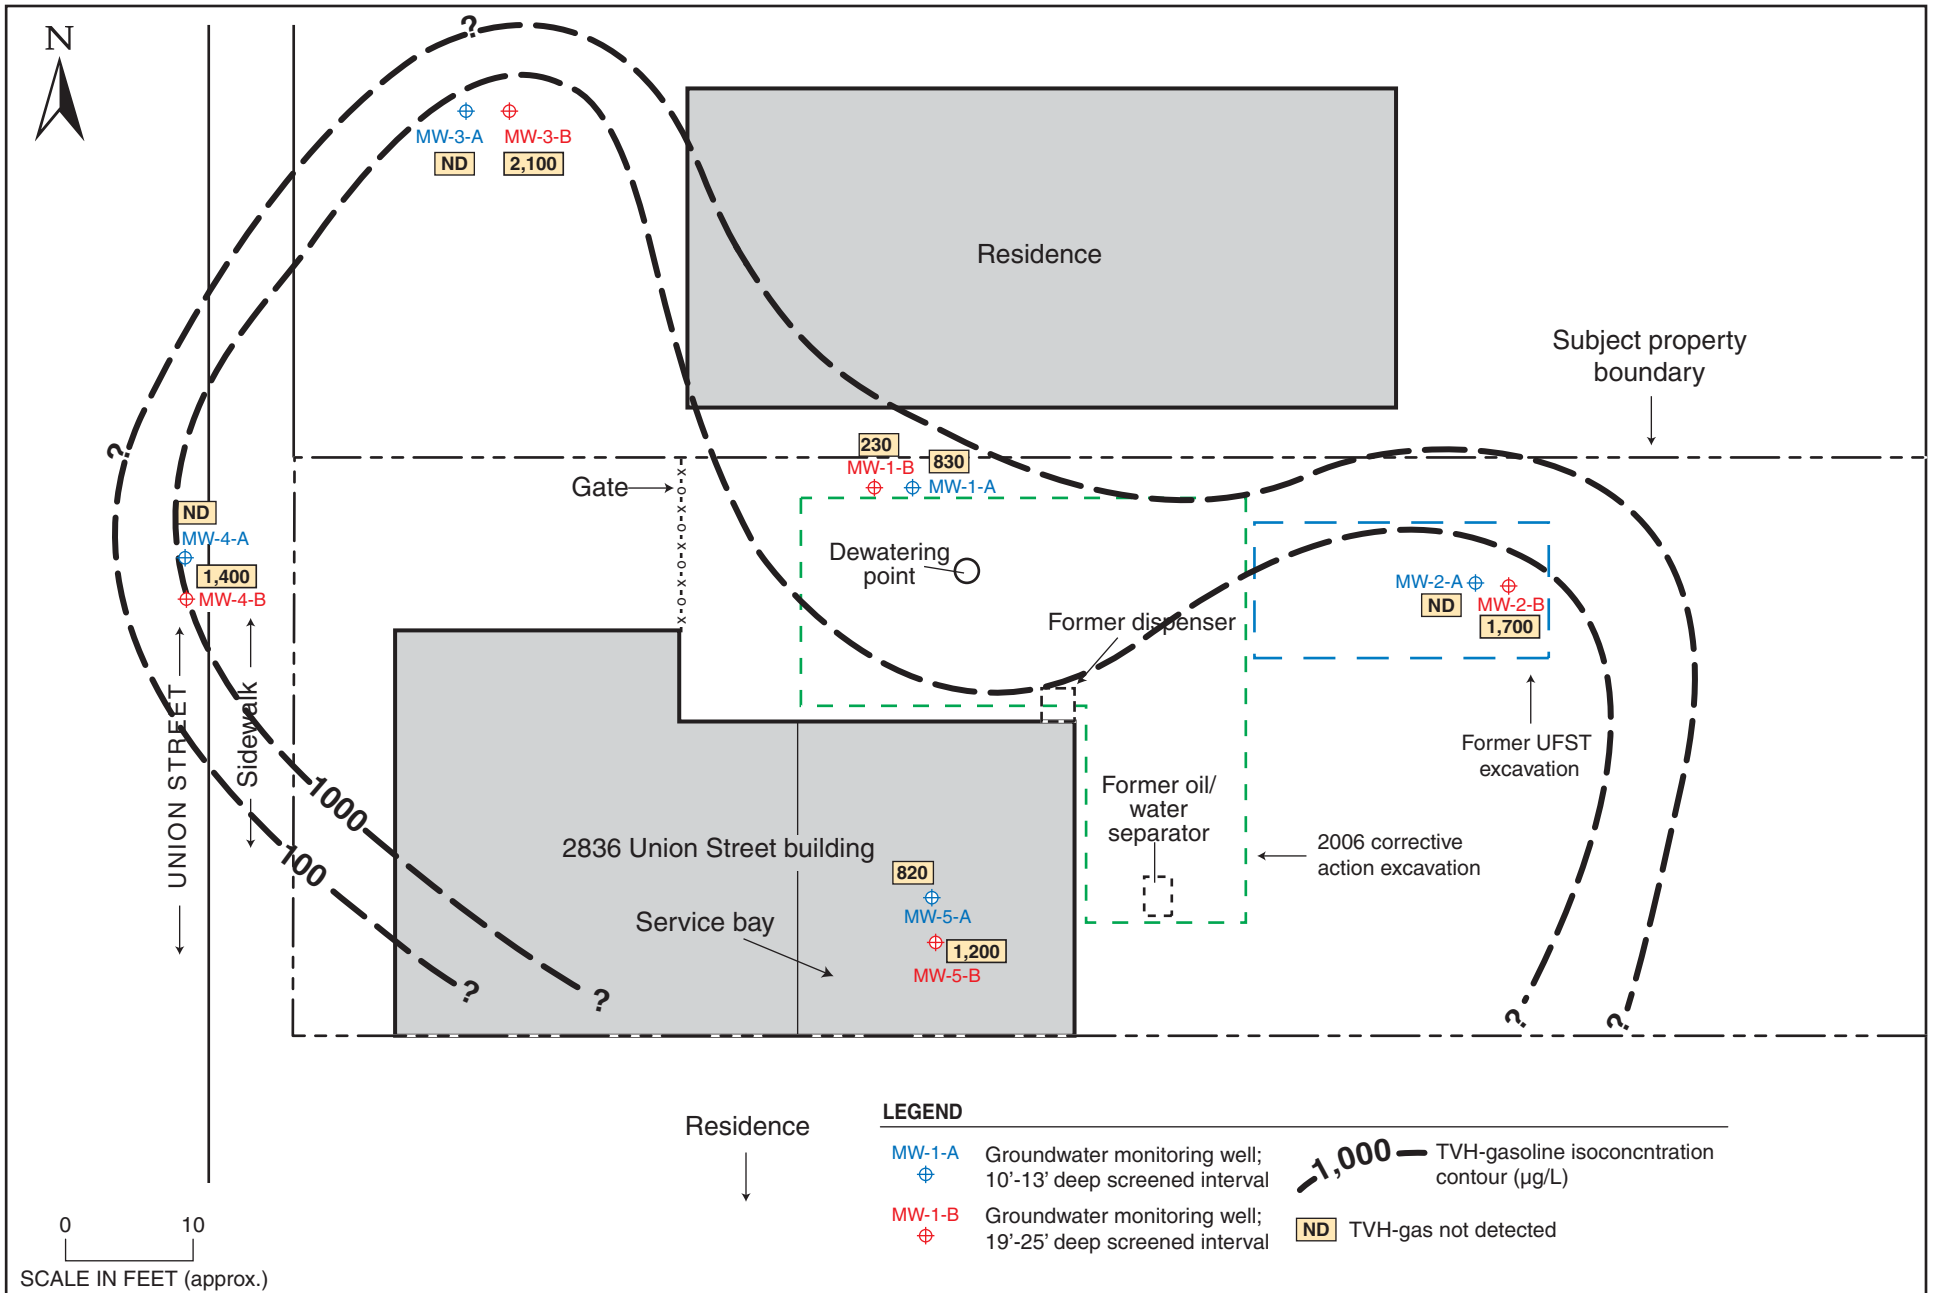 N
?
MW-3-A
MW-3-B
ND
2,100
Residence
Subject property
boundary
?
230
MW-1-B
830
MW-1-A
Gate
x o x o x o x o x
ND
MW-4-A
1,400
MW-4-B
Dewatering
point
Former dispenser
MW-2-A
ND
MW-2-B
1,700
UNION STREET
Sidewalk
Former UFST
excavation
1000
100
Former oil/
water
separator
2836 Union Street building
2006 corrective
action excavation
820
MW-5-A
Service bay
1,200
MW-5-B
?
?
?
?
Residence
LEGEND
MW-1-A
Groundwater monitoring well;
10'-13' deep screened interval
MW-1-B
Groundwater monitoring well;
19'-25' deep screened interval
1,000
TVH-gasoline isoconcntration
contour (µg/L)
ND
TVH-gas not detected
0 10
SCALE IN FEET (approx.)